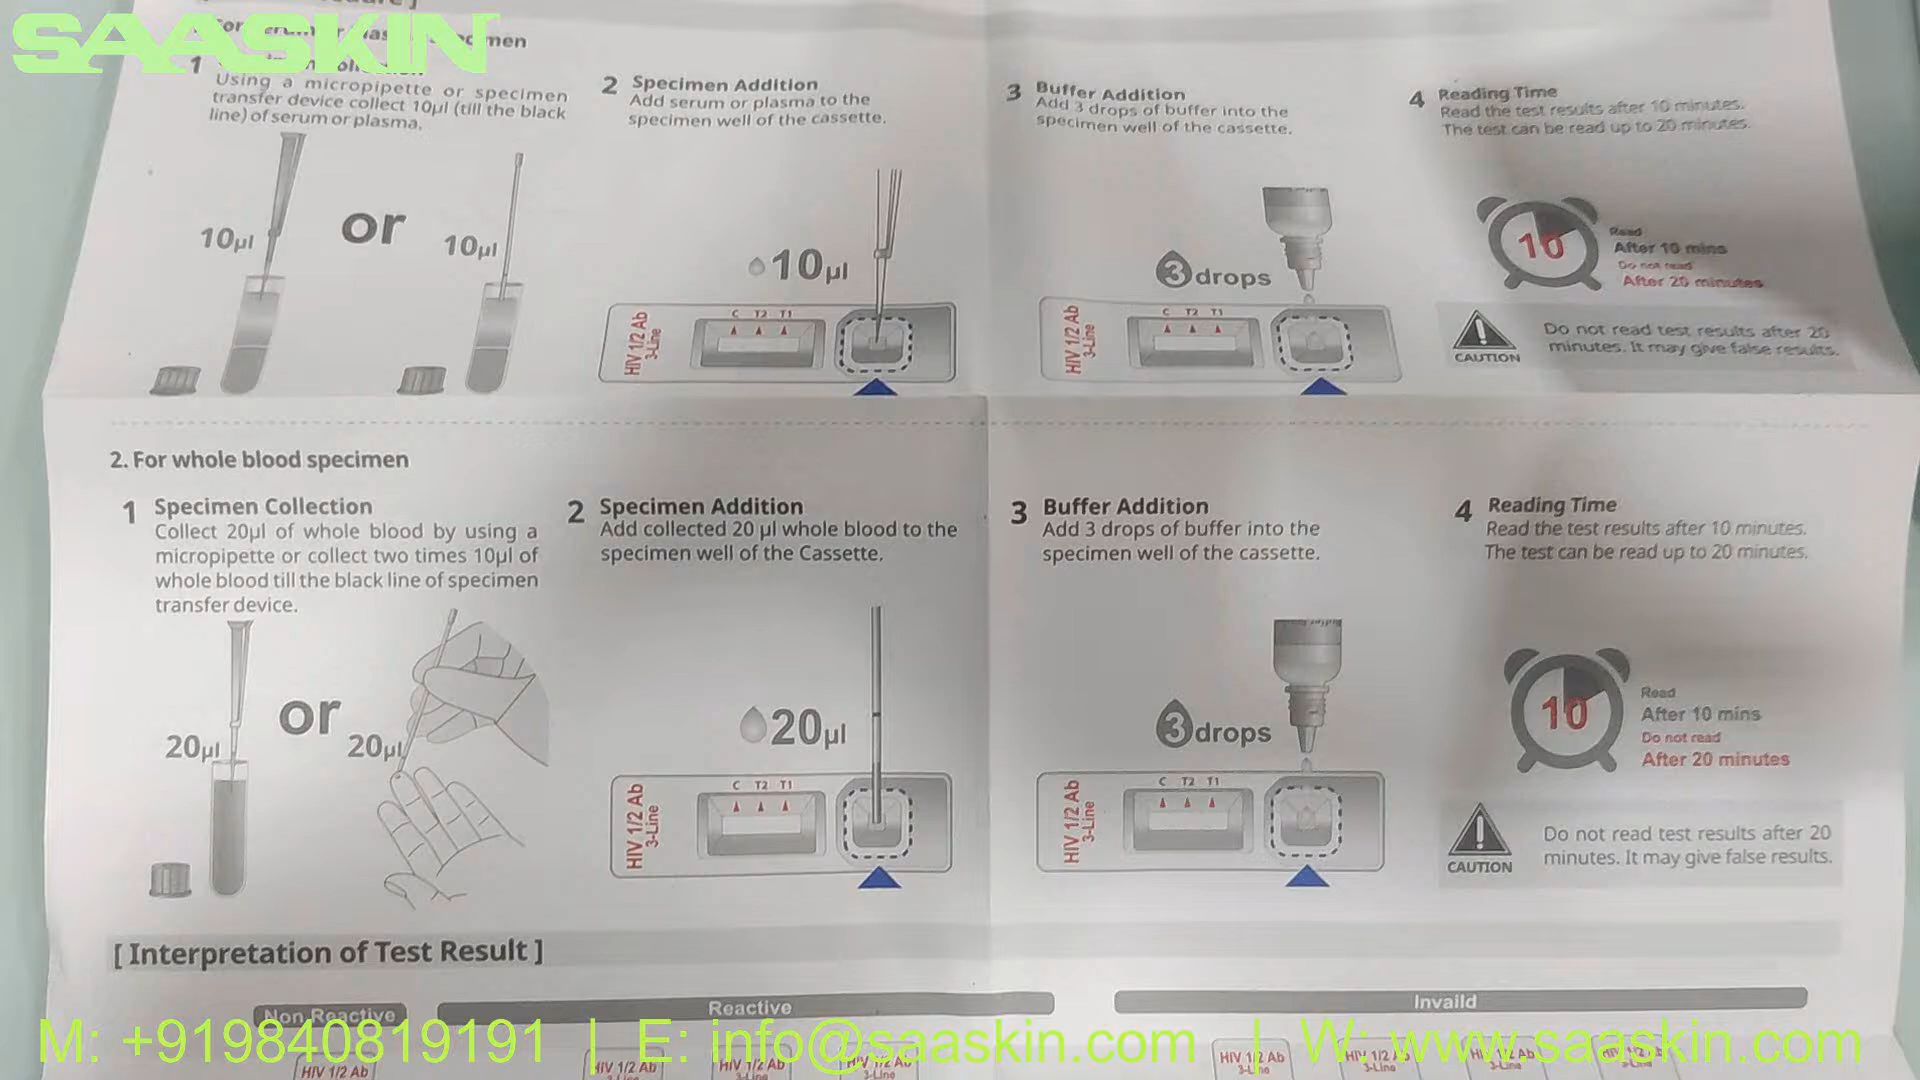 SAASKIN
men
1
Using a micropipette or specimen
transfer device collect 10µl (till the black
line) of serum or plasma.
2 Specimen Addition
Add serum or plasma to the
specimen well of the cassette.
3 Buffer Addition
Add 3 drops of buffer into the
specimen well of the cassette.
4 Reading Time
Read the test results after 10 minutes.
The test can be read up to 20 minutes.
10µl
or
10µl
10µl
HIV 1/2 Ab
3-Line
C T2 T1
3 drops
HIV 1/2 Ab
3-Line
C T2 T1
10
Read
After 10 mins
Do not read
After 20 minutes
CAUTION
Do not read test results after 20
minutes. It may give false results.
2. For whole blood specimen
1 Specimen Collection
Collect 20µl of whole blood by using a
micropipette or collect two times 10µl of
whole blood till the black line of specimen
transfer device.
2 Specimen Addition
Add collected 20 µl whole blood to the
specimen well of the Cassette.
3 Buffer Addition
Add 3 drops of buffer into the
specimen well of the cassette.
4 Reading Time
Read the test results after 10 minutes.
The test can be read up to 20 minutes.
20µl
or
20µl
20µl
HIV 1/2 Ab
3-Line
C T2 T1
3 drops
HIV 1/2 Ab
3-Line
C T2 T1
10
Read
After 10 mins
Do not read
After 20 minutes
CAUTION
Do not read test results after 20
minutes. It may give false results.
[ Interpretation of Test Result ]
Non Reactive
Reactive
Invaild
M: +919840819191 | E: info@saaskin.com | W: www.saaskin.com
HIV 1/2 Ab
HIV 1/2 Ab
HIV 1/2 Ab
HIV 1/2 Ab
3-Line